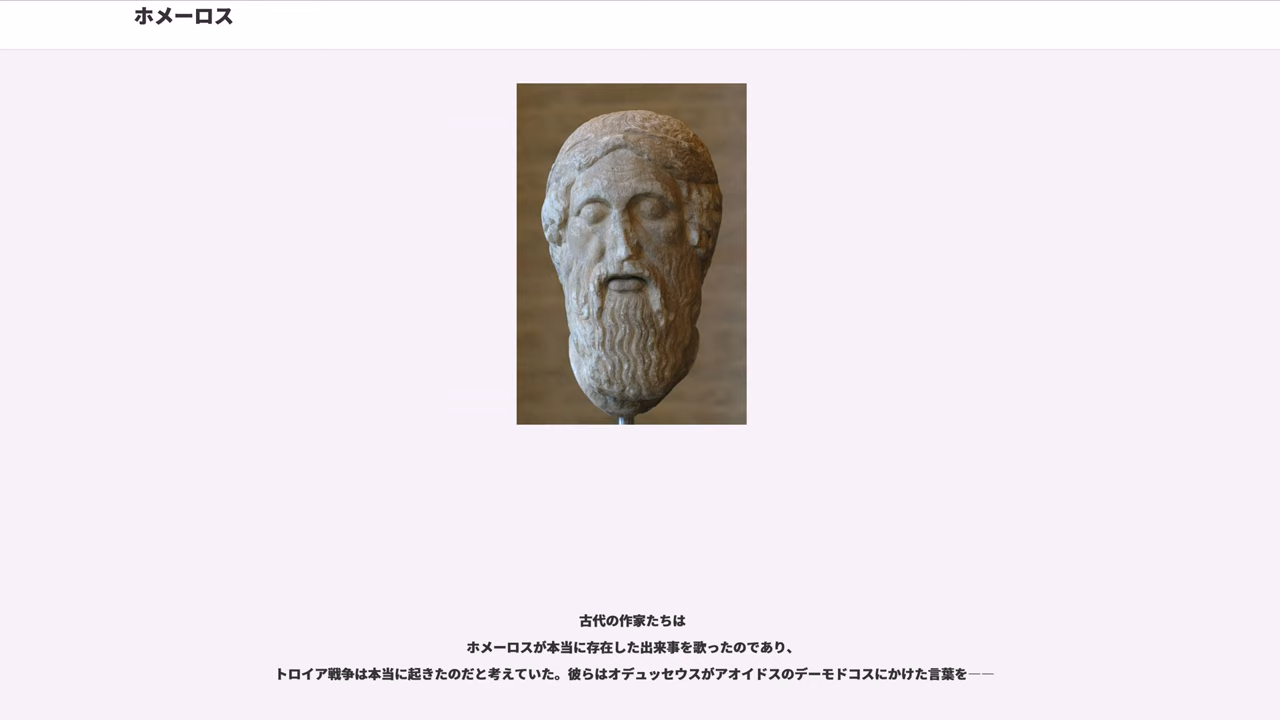 ホメーロス
古代の作家たちは
ホメーロスが本当に存在した出来事を歌ったのであり、
トロイア戦争は本当に起きたのだと考えていた。彼らはオデュッセウスがアオイドスのデーモドコスにかけた言葉を――